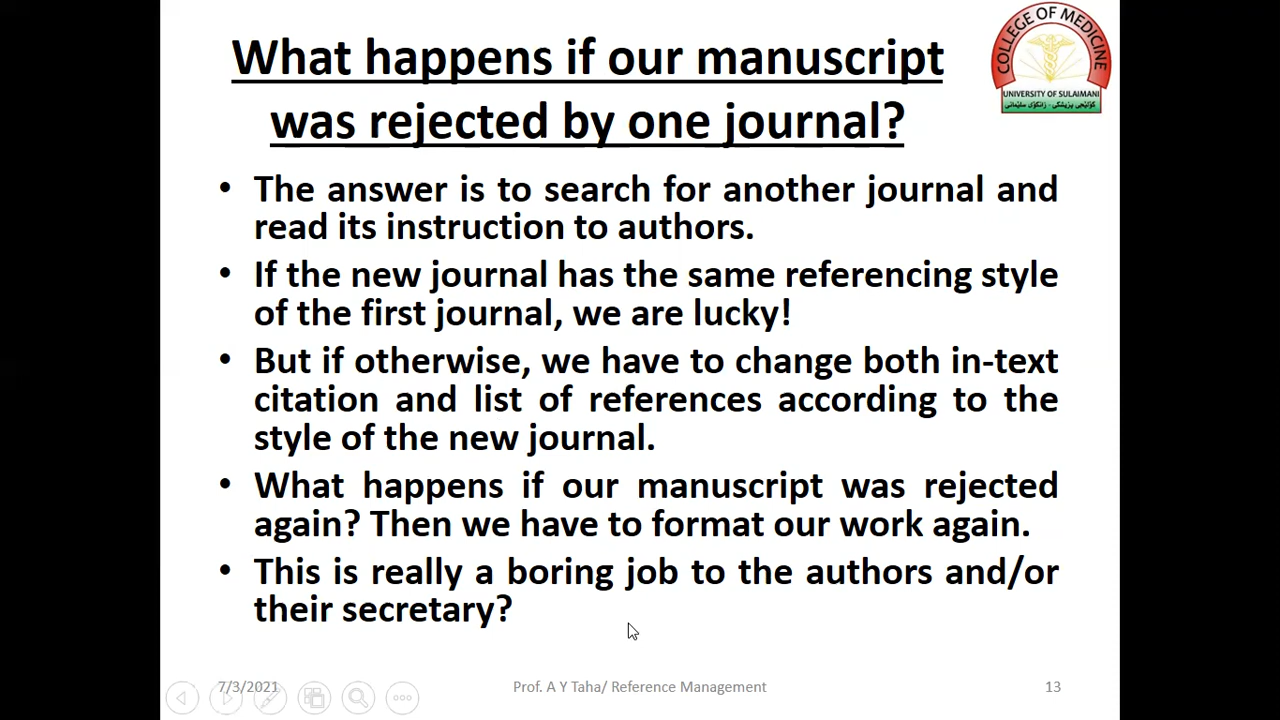 What happens if our manuscript
was rejected by one journal?
COLLEGE OF MEDICINE
UNIVERSITY OF SULAIMANI
كۆلێجی پزیشکی - زانکۆی سلێمانی
• The answer is to search for another journal and
read its instruction to authors.
• If the new journal has the same referencing style
of the first journal, we are lucky!
• But if otherwise, we have to change both in-text
citation and list of references according to the
style of the new journal.
• What happens if our manuscript was rejected
again? Then we have to format our work again.
• This is really a boring job to the authors and/or
their secretary?
7/3/2021
Prof. A Y Taha/ Reference Management
13